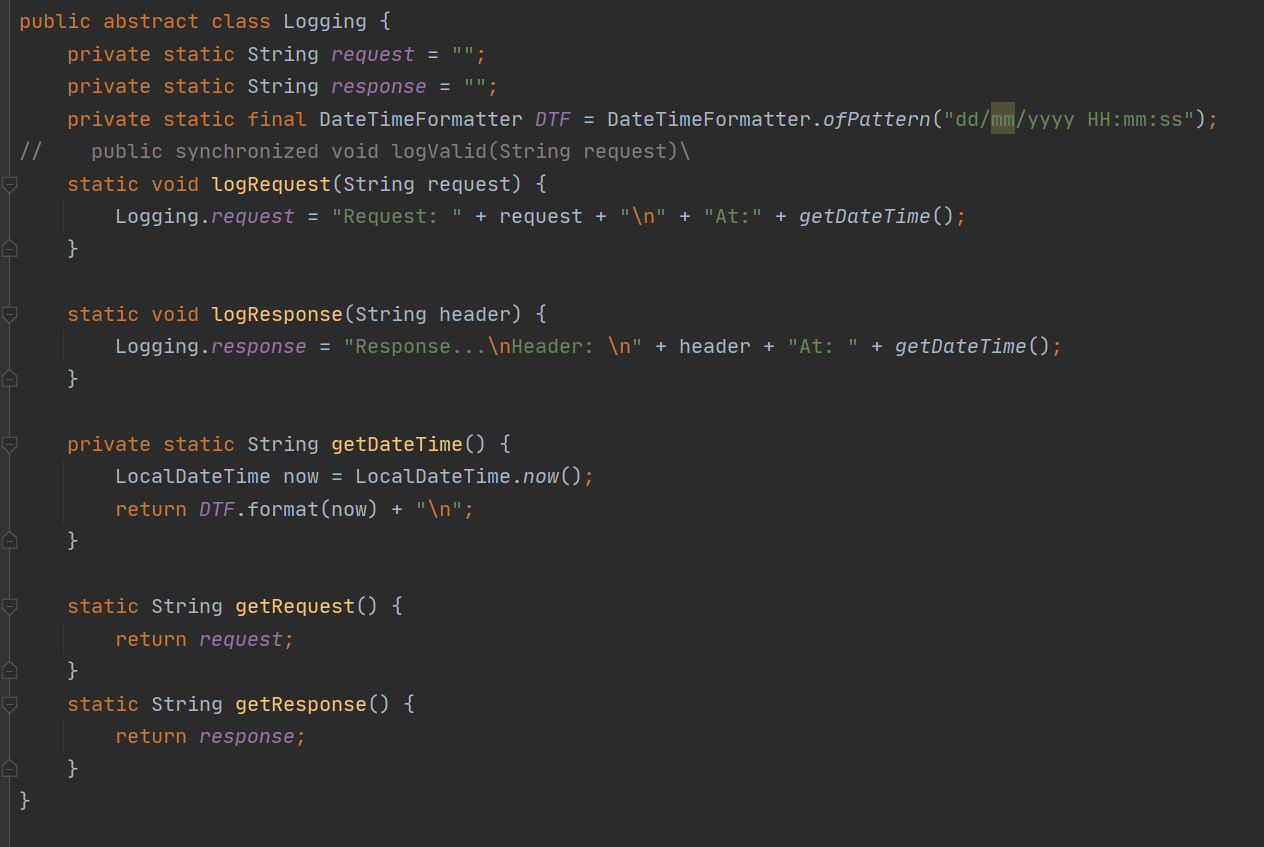 public abstract class Logging {
    private static String request = "";
    private static String response = "";
    private static final DateTimeFormatter DTF = DateTimeFormatter.ofPattern("dd/mm/yyyy HH:mm:ss");
//    public synchronized void logValid(String request)\
    static void logRequest(String request) {
        Logging.request = "Request: " + request + "\n" + "At:" + getDateTime();
    }

    static void logResponse(String header) {
        Logging.response = "Response...\nHeader: \n" + header + "At: " + getDateTime();
    }

    private static String getDateTime() {
        LocalDateTime now = LocalDateTime.now();
        return DTF.format(now) + "\n";
    }

    static String getRequest() {
        return request;
    }
    static String getResponse() {
        return response;
    }
}